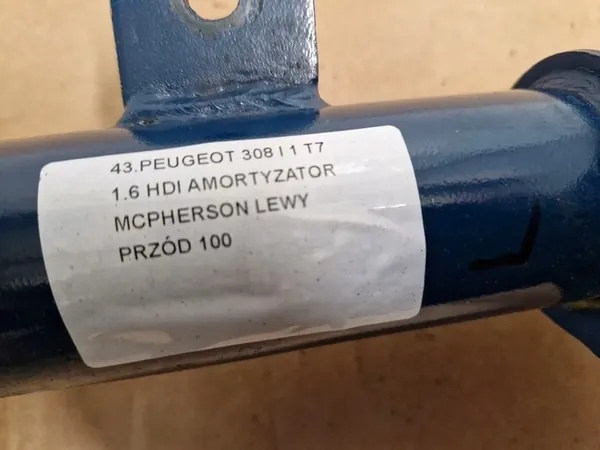 43.PEUGEOT 308 I 1 T7
1.6 HDI AMORTYZATOR
MCPHERSON LEWY
PRZÓD 100
L